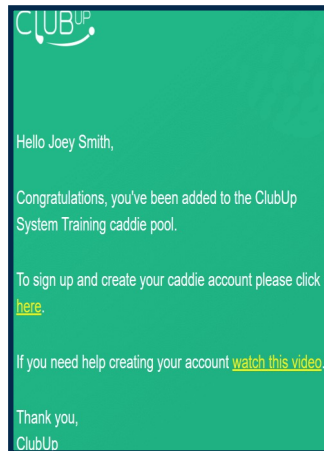 CLUBUP
Hello Joey Smith,
Congratulations, you've been added to the ClubUp
System Training caddie pool.
To sign up and create your caddie account please click
here.
If you need help creating your account watch this video.
Thank you,
ClubUp